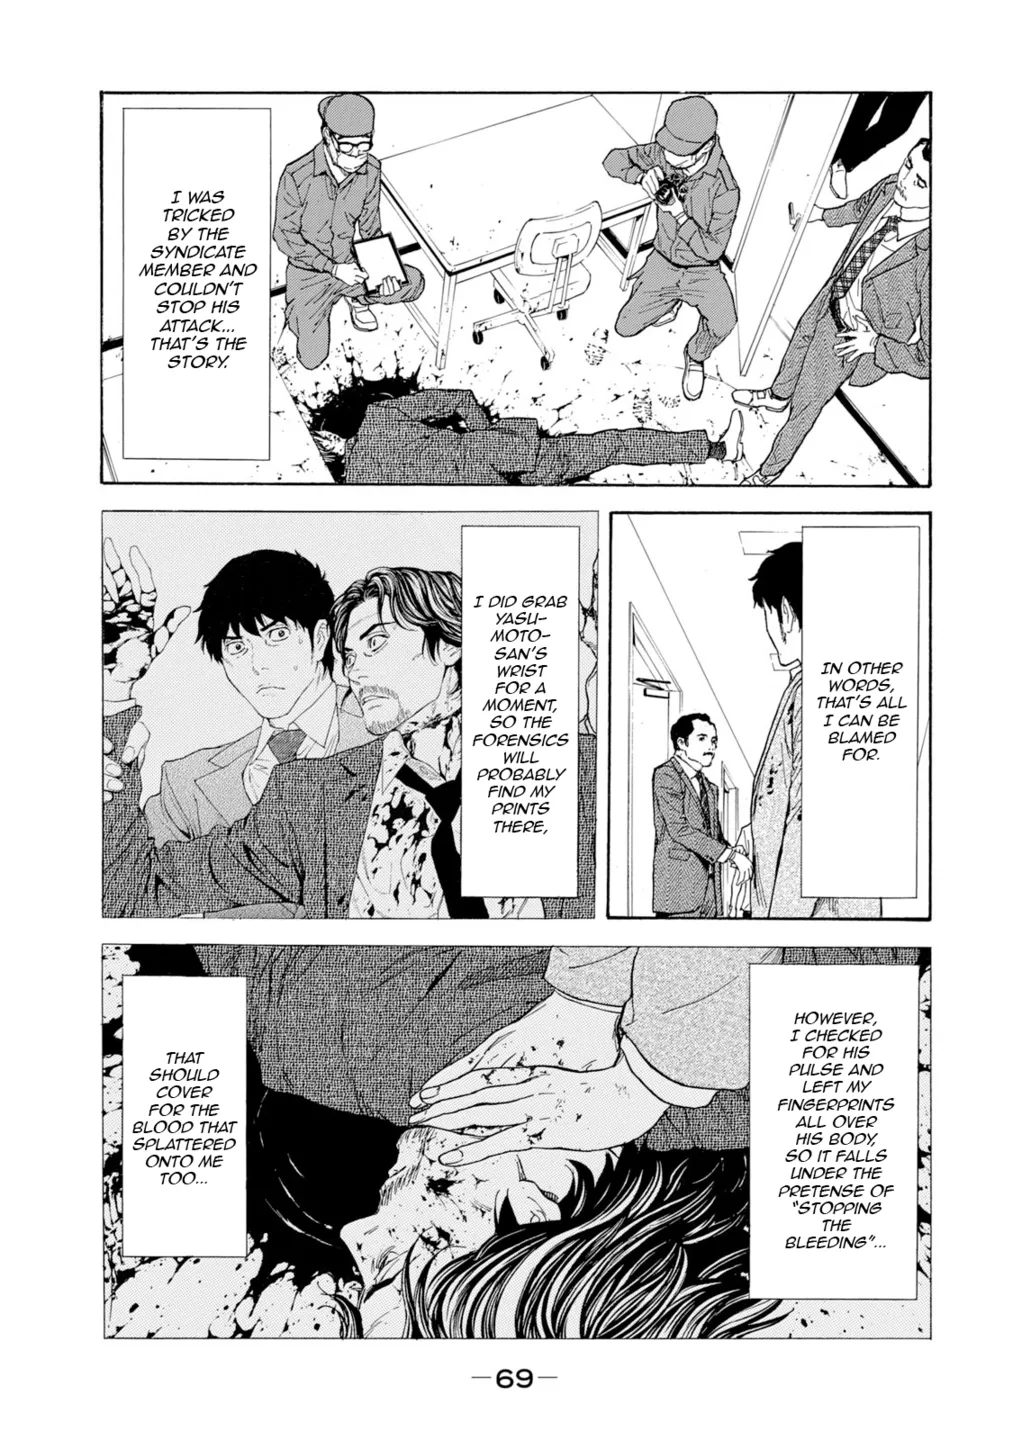 I WAS
TRICKED
BY THE
SYNDICATE
MEMBER AND
COULDN'T
STOP HIS
ATTACK...
THAT'S THE
STORY.
IN OTHER
WORDS,
THAT'S ALL
I CAN BE
BLAMED
FOR.
I DID GRAB
YASU-
MOTO-
SAN'S
WRIST
FOR A
MOMENT,
SO THE
FORENSICS
WILL
PROBABLY
FIND MY
PRINTS
THERE,
HOWEVER,
I CHECKED
FOR HIS
PULSE AND
LEFT MY
FINGERPRINTS
ALL OVER
HIS BODY,
SO IT FALLS
UNDER THE
PRETENSE OF
"STOPPING
THE
BLEEDING"...
THAT
SHOULD
COVER
FOR THE
BLOOD THAT
SPLATTERED
ONTO ME
TOO...
-69-